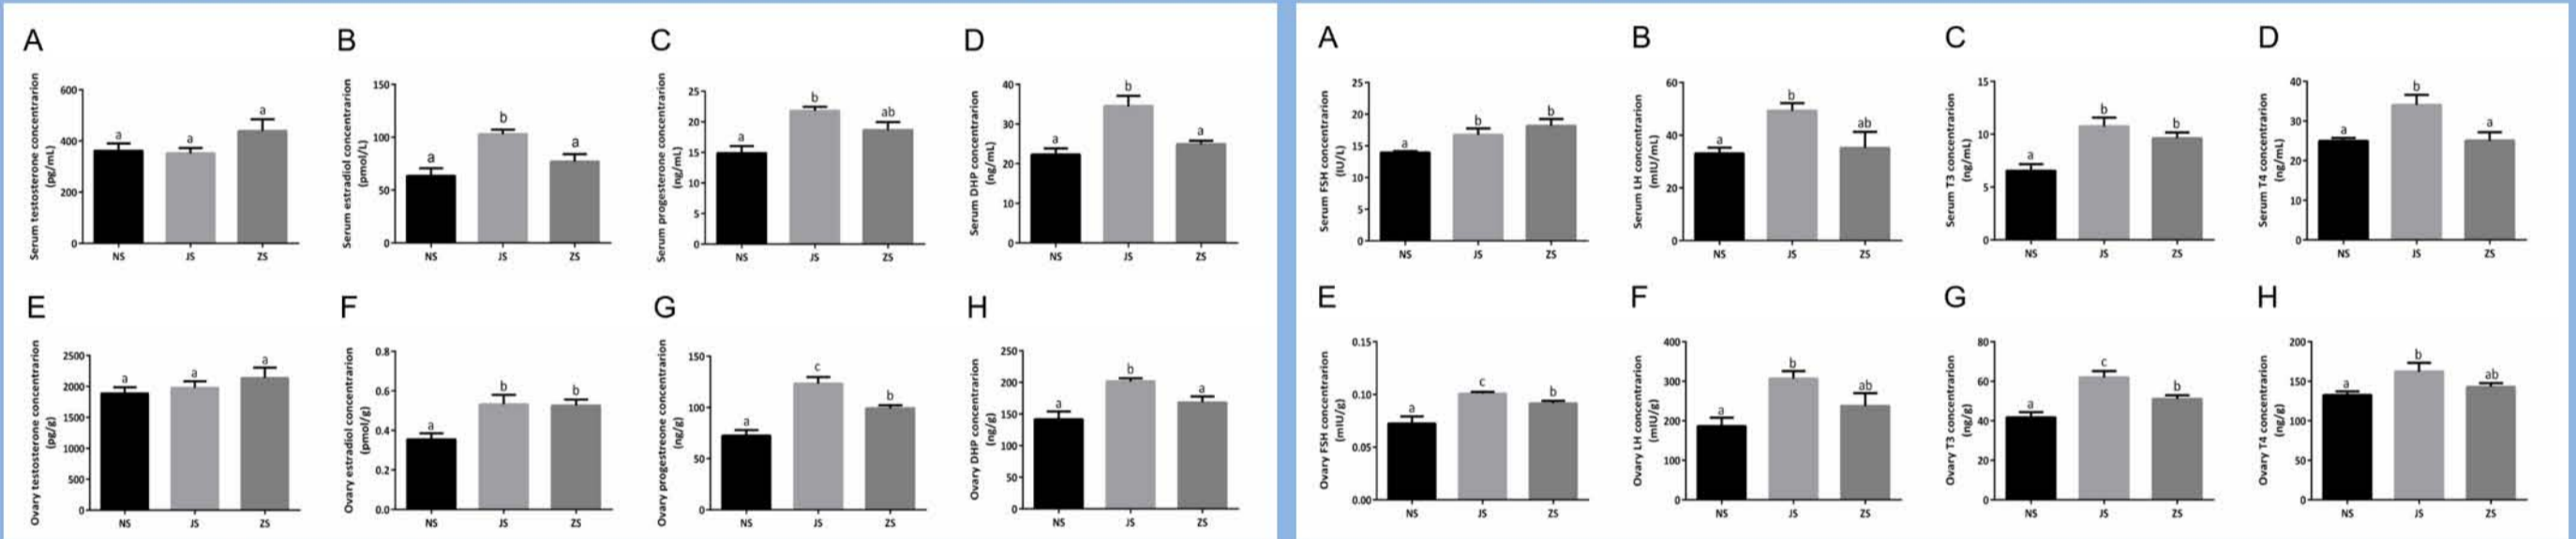 A
B
C
D
Serum testosterone concentrarion
(pg/mL)
600
400
200
0
a
a
a
NS
JS
ZS
Serum estradiol concentrarion
(pmol/L)
150
100
50
0
a
b
a
NS
JS
ZS
Serum progesterone concentrarion
(ng/mL)
25
20
15
10
5
0
a
b
ab
NS
JS
ZS
Serum DHP concentrarion
(ng/mL)
40
30
20
10
0
a
b
a
NS
JS
ZS
E
F
G
H
Ovary testosterone concentrarion
(pg/g)
2500
2000
1500
1000
500
0
a
a
a
NS
JS
ZS
Ovary estradiol concentrarion
(pmol/g)
0.8
0.6
0.4
0.2
0.0
a
b
b
NS
JS
ZS
Ovary progestreone concentrarion
(ng/g)
150
100
50
0
a
c
b
NS
JS
ZS
Ovary DHP concentrarion
(ng/g)
250
200
150
100
50
0
a
b
a
NS
JS
ZS
A
B
C
D
Serum FSH concentrarion
(IU/L)
25
20
15
10
5
0
a
b
b
NS
JS
ZS
Serum LH concentrarion
(mIU/mL)
60
40
20
0
a
b
ab
NS
JS
ZS
Serum T3 concentrarion
(ng/mL)
15
10
5
0
a
b
b
NS
JS
ZS
Serum T4 concentrarion
(ng/mL)
40
30
20
10
0
a
b
a
NS
JS
ZS
E
F
G
H
Ovary FSH concentrarion
(mIU/g)
0.15
0.10
0.05
0.00
a
c
b
NS
JS
ZS
Ovary LH concentrarion
(mIU/g)
400
300
200
100
0
a
b
ab
NS
JS
ZS
Ovary T3 concentrarion
(ng/g)
80
60
40
20
0
a
c
b
NS
JS
ZS
Ovary T4 concentrarion
(ng/g)
200
150
100
50
0
a
b
ab
NS
JS
ZS